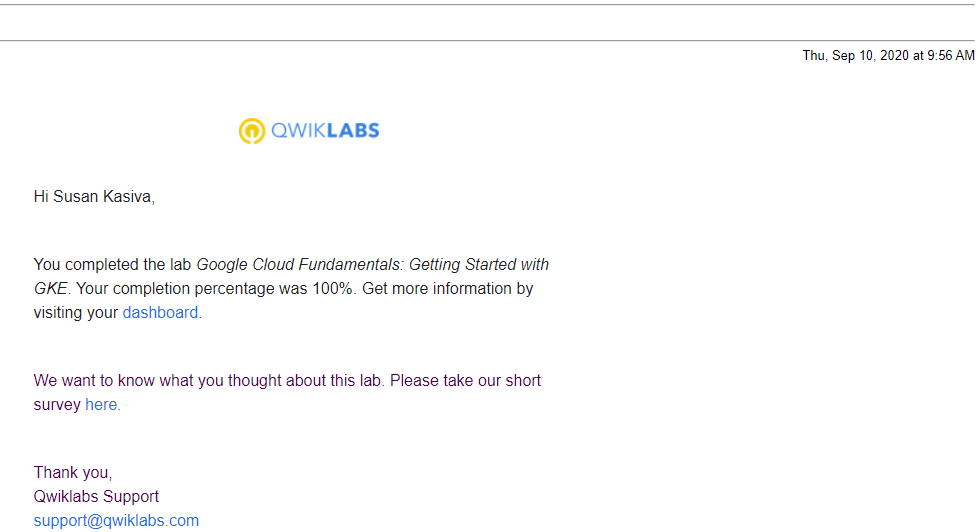 Thu, Sep 10, 2020 at 9:56 AM
QWIKLABS
Hi Susan Kasiva,
You completed the lab Google Cloud Fundamentals: Getting Started with
GKE. Your completion percentage was 100%. Get more information by
visiting your dashboard.
We want to know what you thought about this lab. Please take our short
survey here.
Thank you,
Qwiklabs Support
support@qwiklabs.com